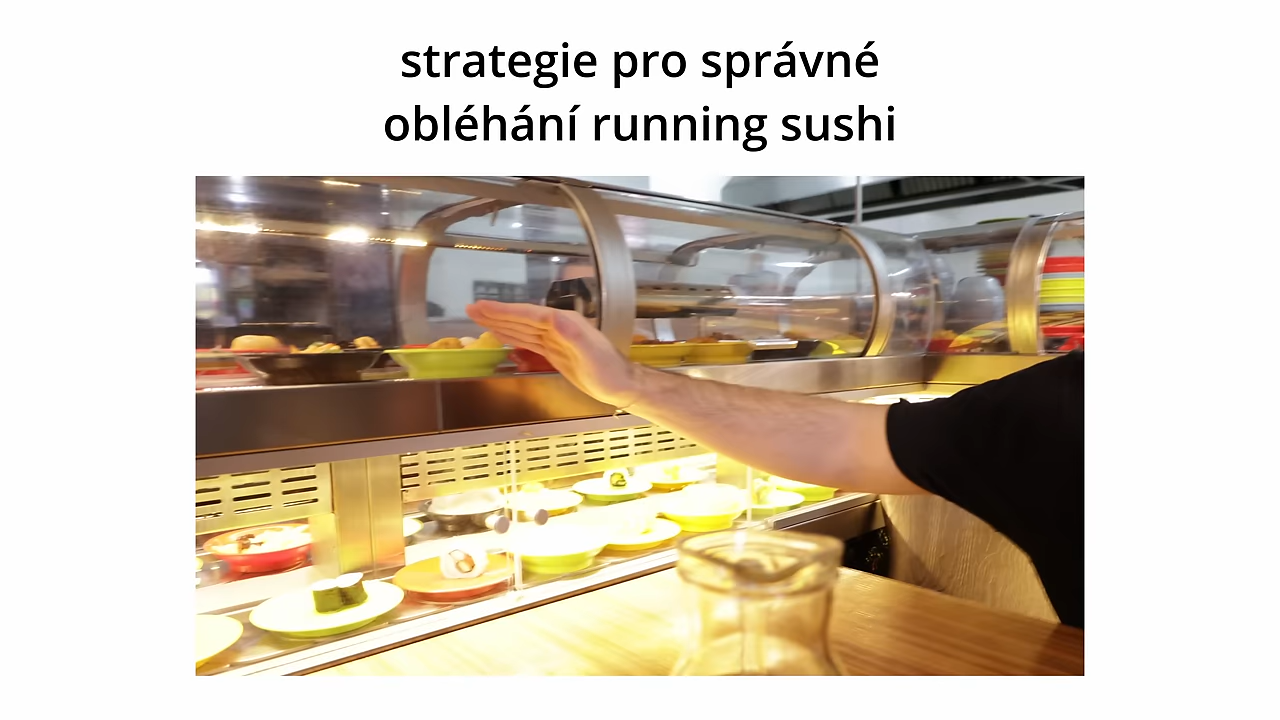 strategie pro správné
obléhání running sushi